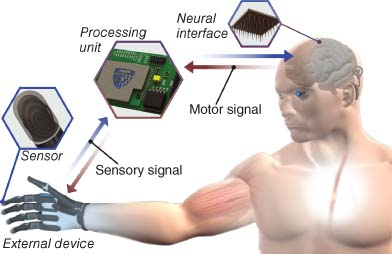 Neural
interface
Processing
unit
Motor signal
Sensor
Sensory signal
External device